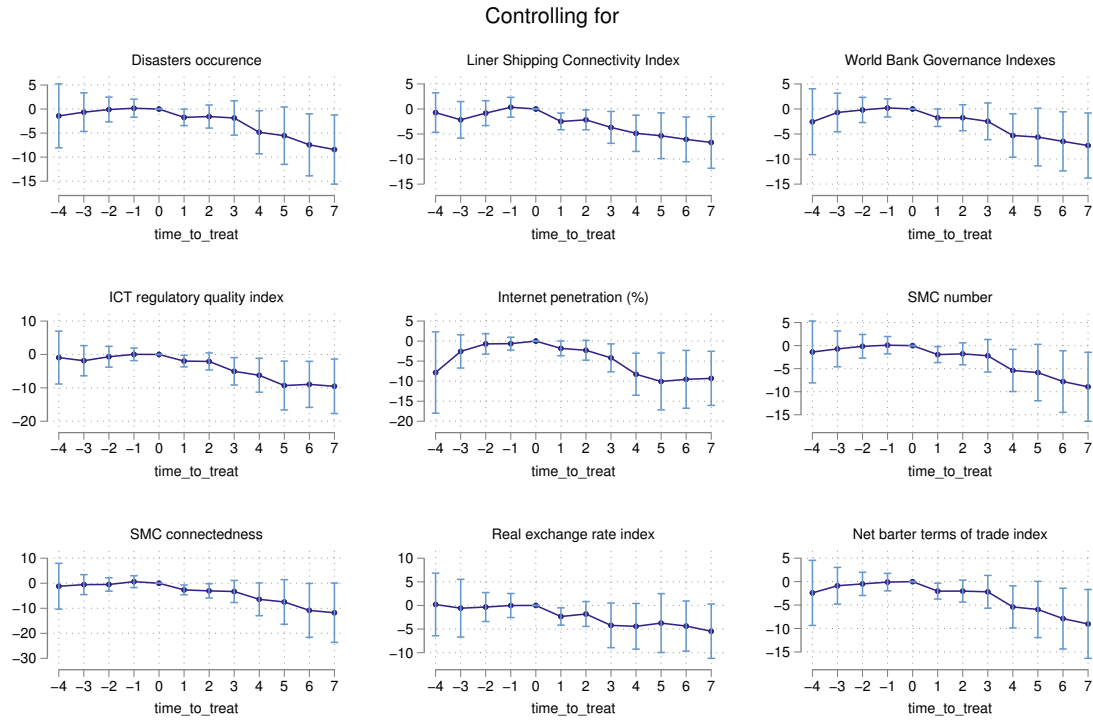 Controlling for
Disasters occurence
5
0
−5
−10
−15
−4 −3 −2 −1 0 1 2 3 4 5 6 7
time_to_treat
Liner Shipping Connectivity Index
5
0
−5
−10
−15
−4 −3 −2 −1 0 1 2 3 4 5 6 7
time_to_treat
World Bank Governance Indexes
5
0
−5
−10
−15
−4 −3 −2 −1 0 1 2 3 4 5 6 7
time_to_treat
ICT regulatory quality index
10
0
−10
−20
−4 −3 −2 −1 0 1 2 3 4 5 6 7
time_to_treat
Internet penetration (%)
5
0
−5
−10
−15
−20
−4 −3 −2 −1 0 1 2 3 4 5 6 7
time_to_treat
SMC number
5
0
−5
−10
−15
−4 −3 −2 −1 0 1 2 3 4 5 6 7
time_to_treat
SMC connectedness
10
0
−10
−20
−30
−4 −3 −2 −1 0 1 2 3 4 5 6 7
time_to_treat
Real exchange rate index
10
5
0
−5
−10
−4 −3 −2 −1 0 1 2 3 4 5 6 7
time_to_treat
Net barter terms of trade index
5
0
−5
−10
−15
−4 −3 −2 −1 0 1 2 3 4 5 6 7
time_to_treat